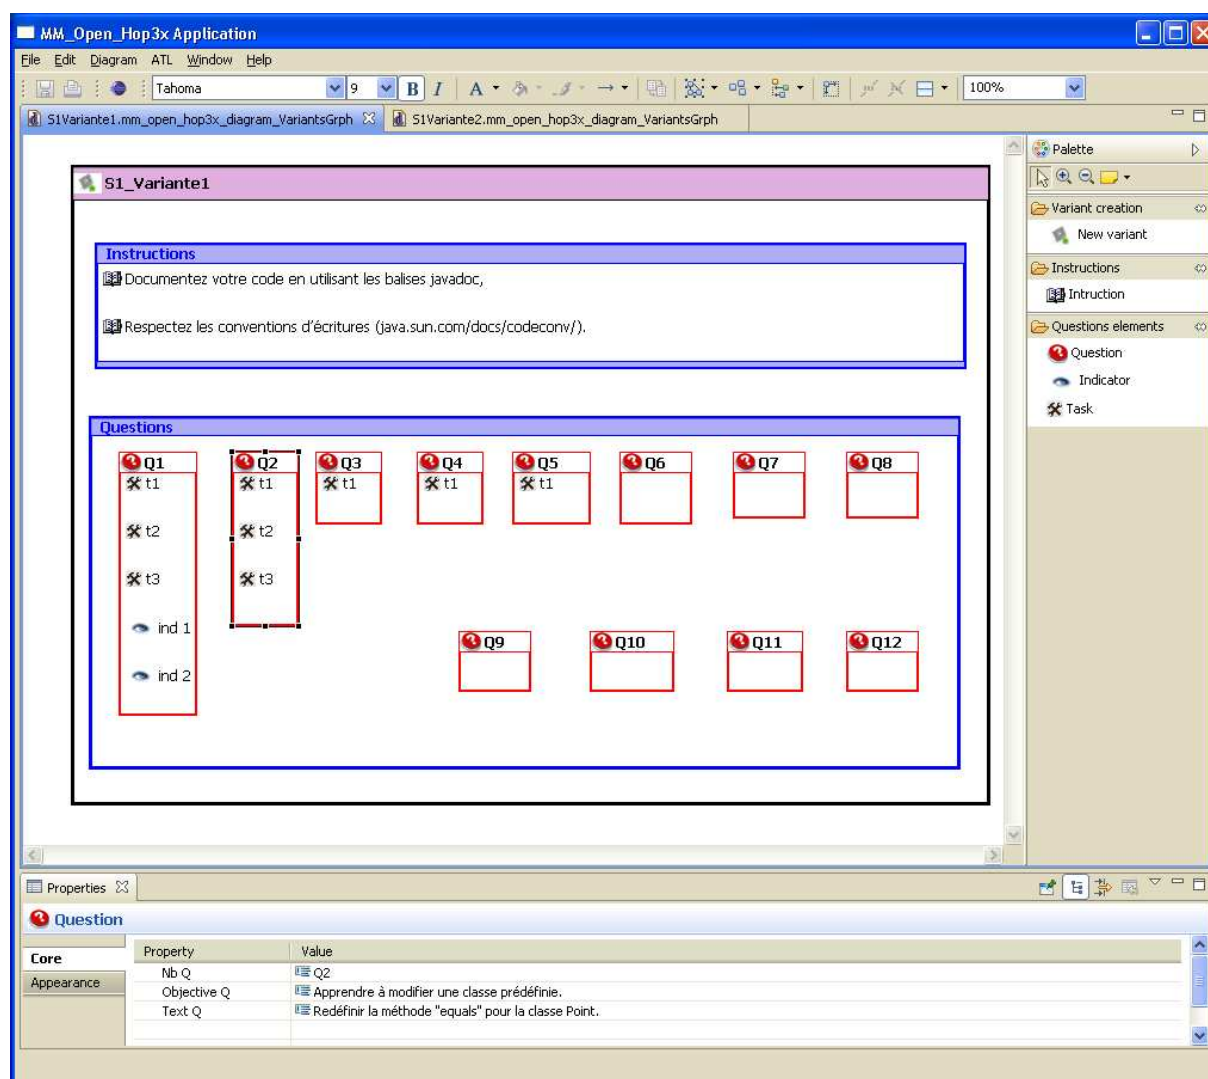 MM_Open_Hop3x Application
File Edit Diagram ATL Window Help
Tahoma 9 B I A 100%
S1Variante1.mm_open_hop3x_diagram_VariantsGrph S1Variante2.mm_open_hop3x_diagram_VariantsGrph
Palette
S1_Variante1
Variant creation
New variant
Instructions
Intruction
Questions elements
Question
Indicator
Task
Instructions
Documentez votre code en utilisant les balises javadoc,
Respectez les conventions d'écritures (java.sun.com/docs/codeconv/).
Questions
Q1 Q2 Q3 Q4 Q5 Q6 Q7 Q8
t1 t1 t1 t1 t1
t2 t2
t3 t3
ind 1
Q9 Q10 Q11 Q12
ind 2
Properties
Question
Core
Appearance
Property Value
Nb Q Q2
Objective Q Apprendre à modifier une classe prédéfinie.
Text Q Redéfinir la méthode "equals" pour la classe Point.